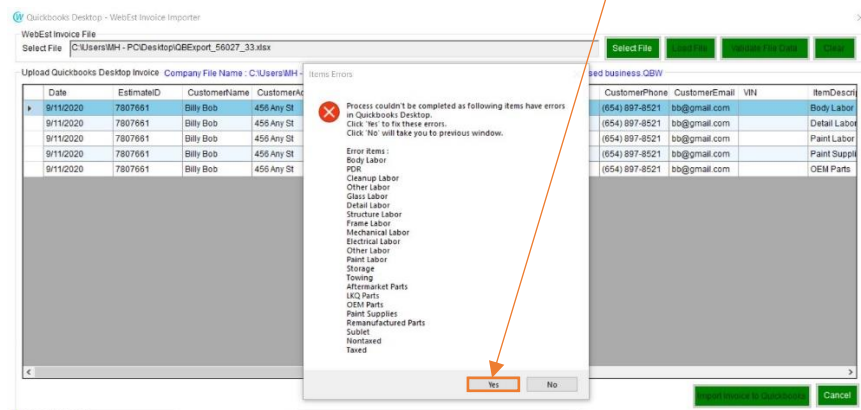 Quickbooks Desktop - WebEst Invoice Importer
WebEst Invoice File
Select File C:\Users\MH - PC\Desktop\QBExport_56027_33.xlsx Select File Load File Validate File Data Clear
Upload Quickbooks Desktop Invoice Company File Name : C:\Users\MH - sed business.QBW
Date EstimateID CustomerName CustomerAd CustomerPhone CustomerEmail VIN ItemDescrip
9/11/2020 7807661 Billy Bob 456 Any St (654) 897-8521 bb@gmail.com Body Labor
9/11/2020 7807661 Billy Bob 456 Any St (654) 897-8521 bb@gmail.com Detail Labor
9/11/2020 7807661 Billy Bob 456 Any St (654) 897-8521 bb@gmail.com Paint Labor
9/11/2020 7807661 Billy Bob 456 Any St (654) 897-8521 bb@gmail.com Paint Suppli
9/11/2020 7807661 Billy Bob 456 Any St (654) 897-8521 bb@gmail.com OEM Parts
Items Errors
Process couldn't be completed as following items have errors
in Quickbooks Desktop.
Click 'Yes' to fix these errors.
Click 'No' will take you to previous window.
Error items :
Body Labor
PDR
Cleanup Labor
Other Labor
Glass Labor
Detail Labor
Structure Labor
Frame Labor
Mechanical Labor
Electrical Labor
Other Labor
Paint Labor
Storage
Towing
Aftermarket Parts
LKQ Parts
OEM Parts
Paint Supplies
Remanufactured Parts
Sublet
Nontaxed
Taxed
Yes No
Import Invoice to Quickbooks Cancel